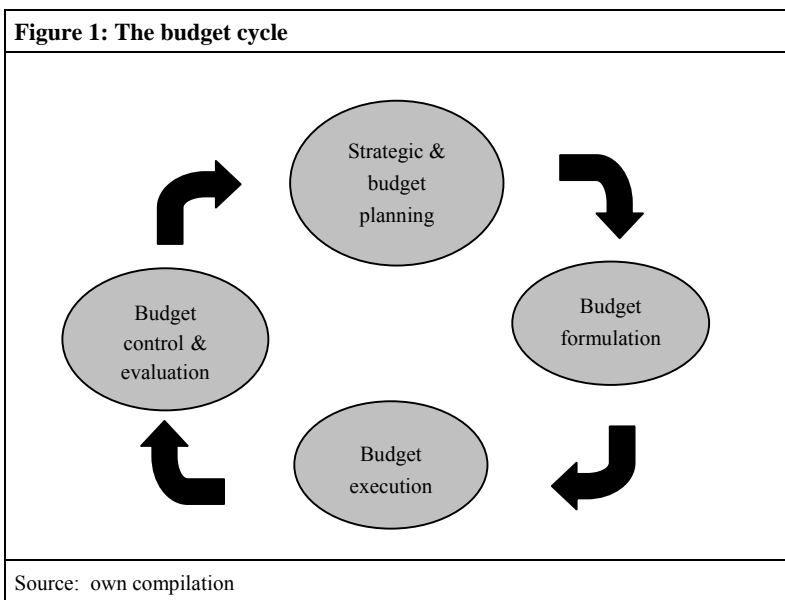 Figure 1: The budget cycle
Strategic &
budget
planning
Budget
formulation
Budget
execution
Budget
control &
evaluation
Source: own compilation